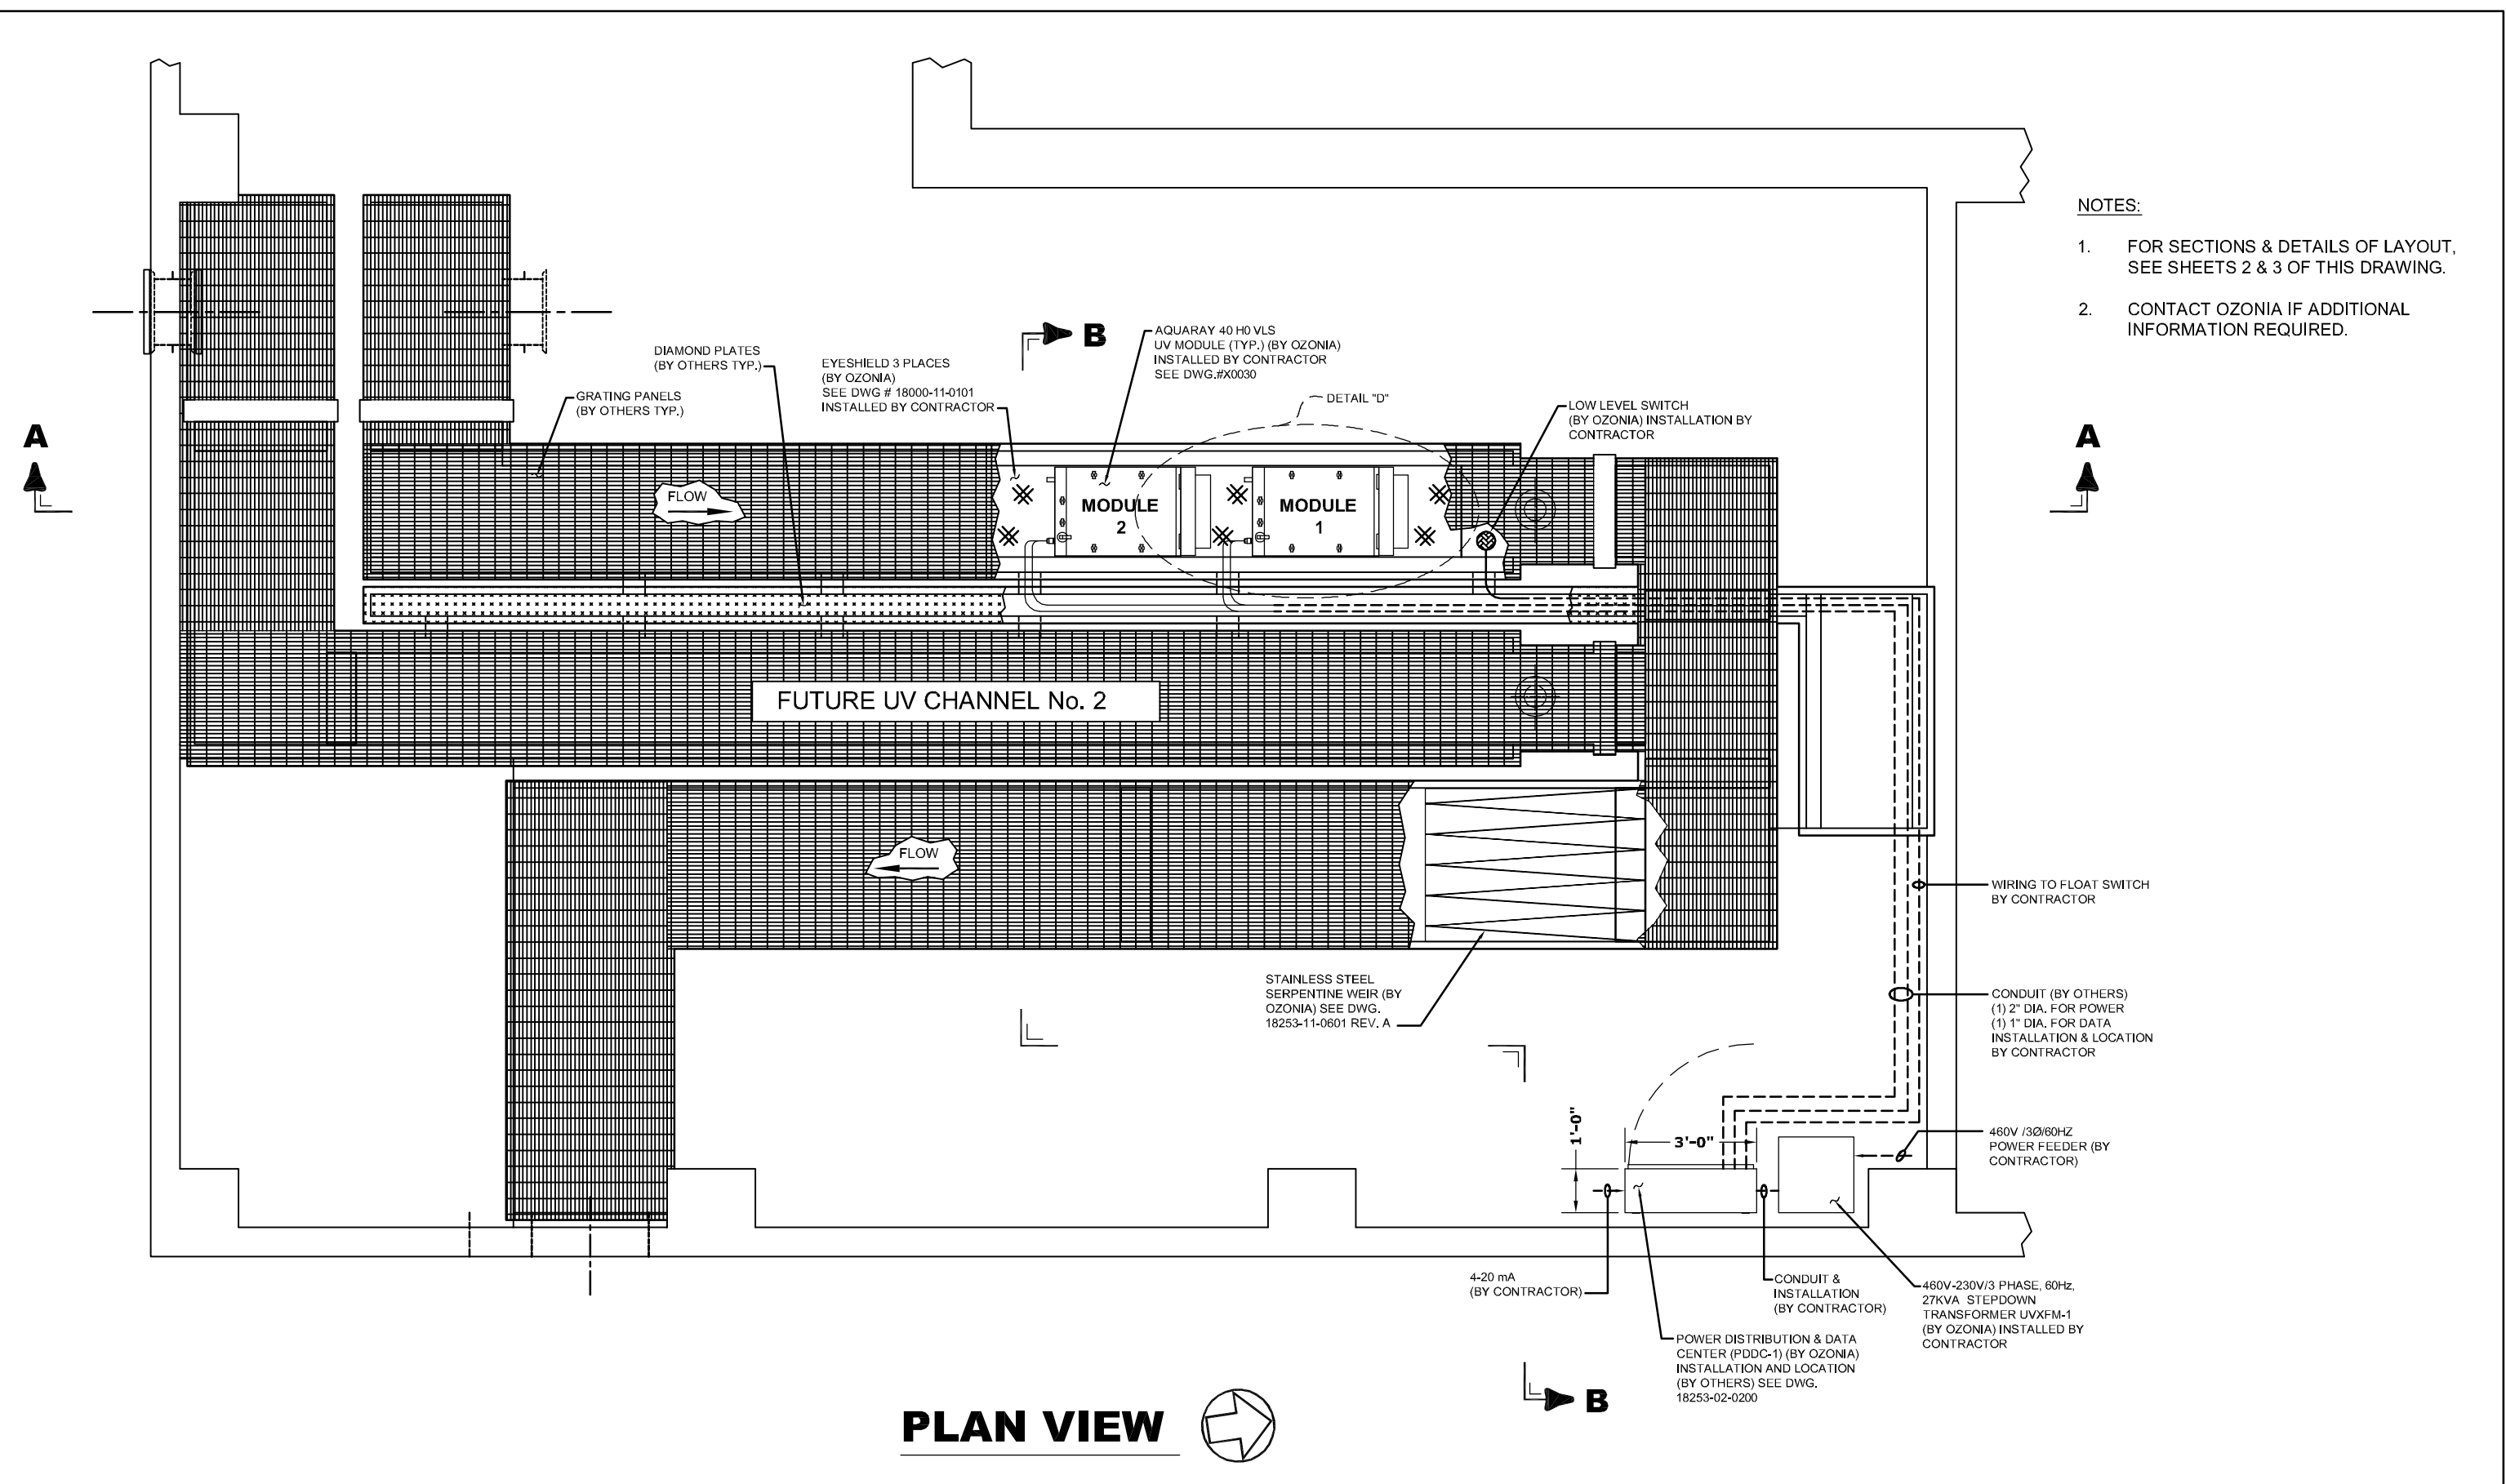 NOTES:
1. FOR SECTIONS & DETAILS OF LAYOUT,
SEE SHEETS 2 & 3 OF THIS DRAWING.
2. CONTACT OZONIA IF ADDITIONAL
INFORMATION REQUIRED.
B
AQUARAY 40 H0 VLS
UV MODULE (TYP.) (BY OZONIA)
INSTALLED BY CONTRACTOR
SEE DWG.#X0030
DIAMOND PLATES
(BY OTHERS TYP.)
EYESHIELD 3 PLACES
(BY OZONIA)
SEE DWG # 18000-11-0101
INSTALLED BY CONTRACTOR
GRATING PANELS
(BY OTHERS TYP.)
DETAIL "D"
LOW LEVEL SWITCH
(BY OZONIA) INSTALLATION BY
CONTRACTOR
A
A
FLOW
MODULE
2
MODULE
1
FUTURE UV CHANNEL No. 2
FLOW
WIRING TO FLOAT SWITCH
BY CONTRACTOR
STAINLESS STEEL
SERPENTINE WEIR (BY
OZONIA) SEE DWG.
18253-11-0601 REV. A
CONDUIT (BY OTHERS)
(1) 2" DIA. FOR POWER
(1) 1" DIA. FOR DATA
INSTALLATION & LOCATION
BY CONTRACTOR
1'-0"
3'-0"
460V /3Ø/60HZ
POWER FEEDER (BY
CONTRACTOR)
4-20 mA
(BY CONTRACTOR)
CONDUIT &
INSTALLATION
(BY CONTRACTOR)
460V-230V/3 PHASE, 60Hz,
27KVA STEPDOWN
TRANSFORMER UVXFM-1
(BY OZONIA) INSTALLED BY
CONTRACTOR
POWER DISTRIBUTION & DATA
CENTER (PDDC-1) (BY OZONIA)
INSTALLATION AND LOCATION
(BY OTHERS) SEE DWG.
18253-02-0200
B
PLAN VIEW